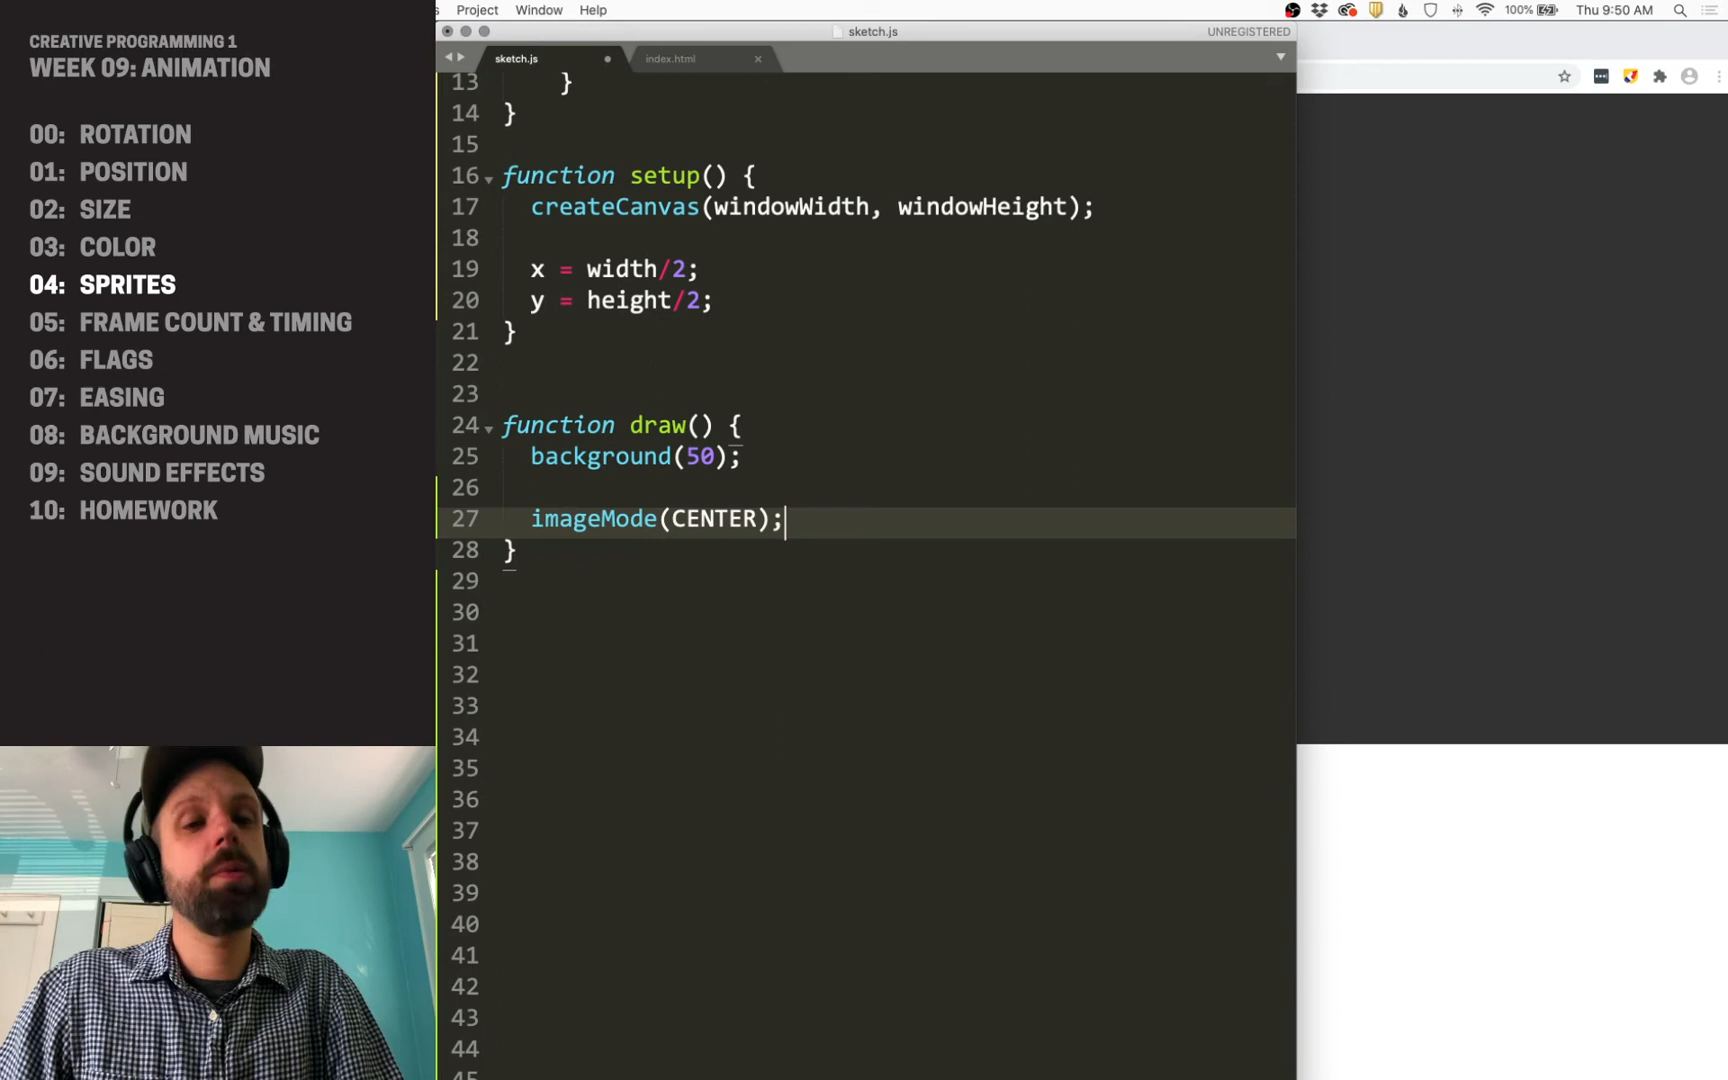 Project Window Help
100% Thu 9:50 AM
CREATIVE PROGRAMMING 1
WEEK 09: ANIMATION
00: ROTATION
01: POSITION
02: SIZE
03: COLOR
04: SPRITES
05: FRAME COUNT & TIMING
06: FLAGS
07: EASING
08: BACKGROUND MUSIC
09: SOUND EFFECTS
10: HOMEWORK
sketch.js
UNREGISTERED
sketch.js
index.html
13 }
14 }
15
16 function setup() {
17 createCanvas(windowWidth, windowHeight);
18
19 x = width/2;
20 y = height/2;
21 }
22
23
24 function draw() {
25 background(50);
26
27 imageMode(CENTER);
28 }
29
30
31
32
33
34
35
36
37
38
39
40
41
42
43
44